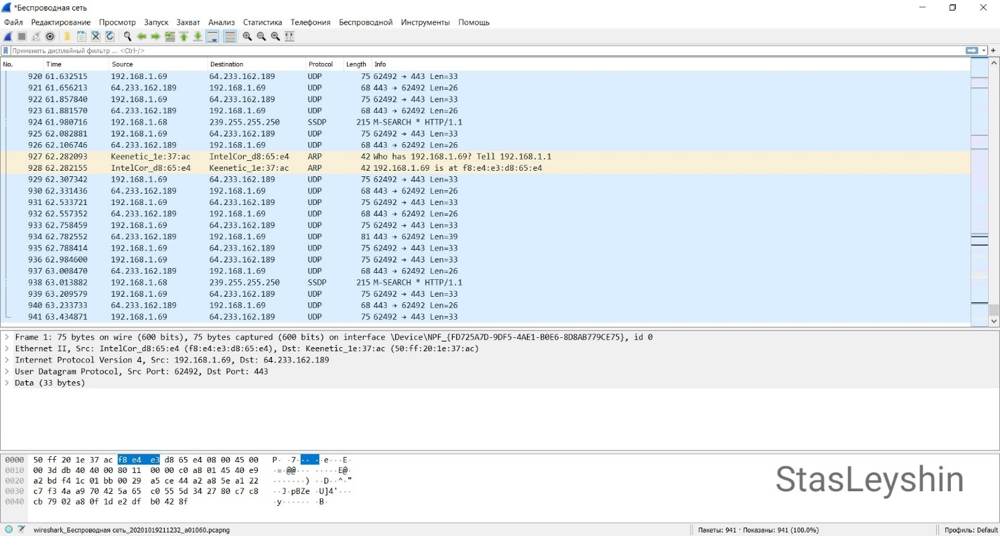 *Беспроводная сеть
Файл Редактирование Просмотр Запуск Захват Анализ Статистика Телефония Беспроводной Инструменты Помощь
Применить дисплейный фильтр ... <Ctrl-/>
No. Time Source Destination Protocol Length Info
920 61.632515 192.168.1.69 64.233.162.189 UDP 75 62492 → 443 Len=33
921 61.656213 64.233.162.189 192.168.1.69 UDP 68 443 → 62492 Len=26
922 61.857840 192.168.1.69 64.233.162.189 UDP 75 62492 → 443 Len=33
923 61.881570 64.233.162.189 192.168.1.69 UDP 68 443 → 62492 Len=26
924 61.980716 192.168.1.68 239.255.255.250 SSDP 215 M-SEARCH * HTTP/1.1
925 62.082881 192.168.1.69 64.233.162.189 UDP 75 62492 → 443 Len=33
926 62.106746 64.233.162.189 192.168.1.69 UDP 68 443 → 62492 Len=26
927 62.282093 Keenetic_1e:37:ac IntelCor_d8:65:e4 ARP 42 Who has 192.168.1.69? Tell 192.168.1.1
928 62.282155 IntelCor_d8:65:e4 Keenetic_1e:37:ac ARP 42 192.168.1.69 is at f8:e4:e3:d8:65:e4
929 62.307342 192.168.1.69 64.233.162.189 UDP 75 62492 → 443 Len=33
930 62.331436 64.233.162.189 192.168.1.69 UDP 68 443 → 62492 Len=26
931 62.533721 192.168.1.69 64.233.162.189 UDP 75 62492 → 443 Len=33
932 62.557352 64.233.162.189 192.168.1.69 UDP 68 443 → 62492 Len=26
933 62.758459 192.168.1.69 64.233.162.189 UDP 75 62492 → 443 Len=33
934 62.782552 64.233.162.189 192.168.1.69 UDP 81 443 → 62492 Len=39
935 62.788414 192.168.1.69 64.233.162.189 UDP 75 62492 → 443 Len=33
936 62.984600 192.168.1.69 64.233.162.189 UDP 75 62492 → 443 Len=33
937 63.008470 64.233.162.189 192.168.1.69 UDP 68 443 → 62492 Len=26
938 63.013882 192.168.1.68 239.255.255.250 SSDP 215 M-SEARCH * HTTP/1.1
939 63.209579 192.168.1.69 64.233.162.189 UDP 75 62492 → 443 Len=33
940 63.233733 64.233.162.189 192.168.1.69 UDP 68 443 → 62492 Len=26
941 63.434871 192.168.1.69 64.233.162.189 UDP 75 62492 → 443 Len=33
Frame 1: 75 bytes on wire (600 bits), 75 bytes captured (600 bits) on interface \Device\NPF_{FD725A7D-9DF5-4AE1-B0E6-8D8AB779CE75}, id 0
Ethernet II, Src: IntelCor_d8:65:e4 (f8:e4:e3:d8:65:e4), Dst: Keenetic_1e:37:ac (50:ff:20:1e:37:ac)
Internet Protocol Version 4, Src: 192.168.1.69, Dst: 64.233.162.189
User Datagram Protocol, Src Port: 62492, Dst Port: 443
Data (33 bytes)
0000 50 ff 20 1e 37 ac f8 e4 e3 d8 65 e4 08 00 45 00 P· ·7··· ··e···E·
0010 00 3d db 40 40 00 80 11 00 00 c0 a8 01 45 40 e9 ·=·@@··· ·····E@·
0020 a2 bd f4 1c 01 bb 00 29 a5 ce 44 a2 a8 5e a1 22 ·······) ··D··^·"
0030 c7 f3 4a a9 70 42 5a 65 c0 55 5d 34 27 80 c7 c8 ··J·pBZe ·U]4'···
0040 cb 79 02 a8 0f 1d e2 df b0 42 8f ·y······ ·B·
StasLeyshin
wireshark_Беспроводная сеть_20201019211232_a01060.pcapng Пакеты: 941 · Показаны: 941 (100.0%) Профиль: Default